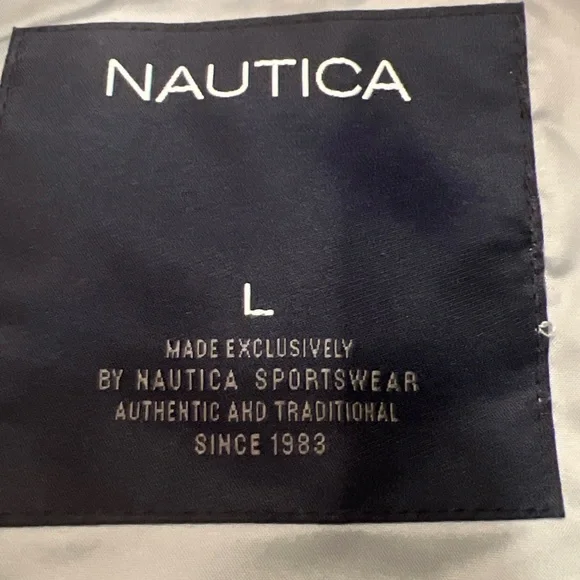 NAUTICA
L
MADE EXCLUSIVELY
BY NAUTICA SPORTSWEAR
AUTHENTIC AND TRADITIONAL
SINCE 1983